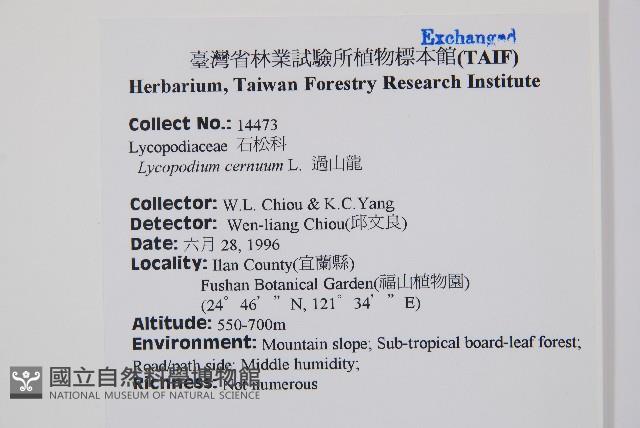 Exchanged
臺灣省林業試驗所植物標本館(TAIF)
Herbarium, Taiwan Forestry Research Institute
Collect No.: 14473
Lycopodiaceae 石松科
Lycopodium cernuum L. 過山龍
Collector: W.L. Chiou & K.C.Yang
Detector: Wen-liang Chiou(邱文良)
Date: 六月 28, 1996
Locality: Ilan County(宜蘭縣)
Fushan Botanical Garden(福山植物園)
(24° 46' " N, 121° 34' " E)
Altitude: 550-700m
Environment: Mountain slope; Sub-tropical board-leaf forest;
Road/path side; Middle humidity;
Richness: Not numerous
國立自然科學博物館
NATIONAL MUSEUM OF NATURAL SCIENCE